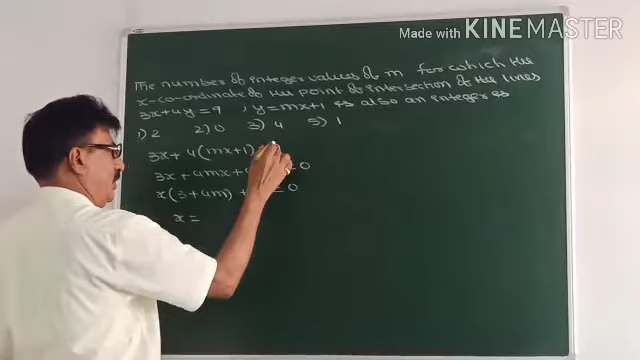 Made with KINEMASTER
The number of integer values of m for which the
x-co-ordinate of the point of intersection of the lines
3x+4y=9 , y=mx+1 is also an integer is
1) 2 2) 0 3) 4 5) 1
3x+4(mx+1)
3x+4mx+ =0
x(3+4m)+ =0
x=